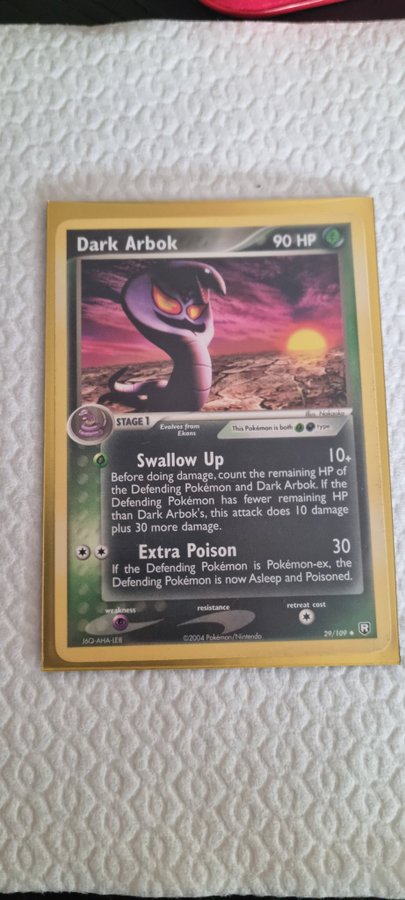 Dark Arbok 90 HP
Illus. Nakaoka
STAGE 1 Evolves from Ekans This Pokémon is both type
Swallow Up 10+
Before doing damage, count the remaining HP of
the Defending Pokémon and Dark Arbok. If the
Defending Pokémon has fewer remaining HP
than Dark Arbok's, this attack does 10 damage
plus 30 more damage.
Extra Poison 30
If the Defending Pokémon is Pokémon-ex, the
Defending Pokémon is now Asleep and Poisoned.
weakness resistance retreat cost
©2004 Pokémon/Nintendo 29/109
R